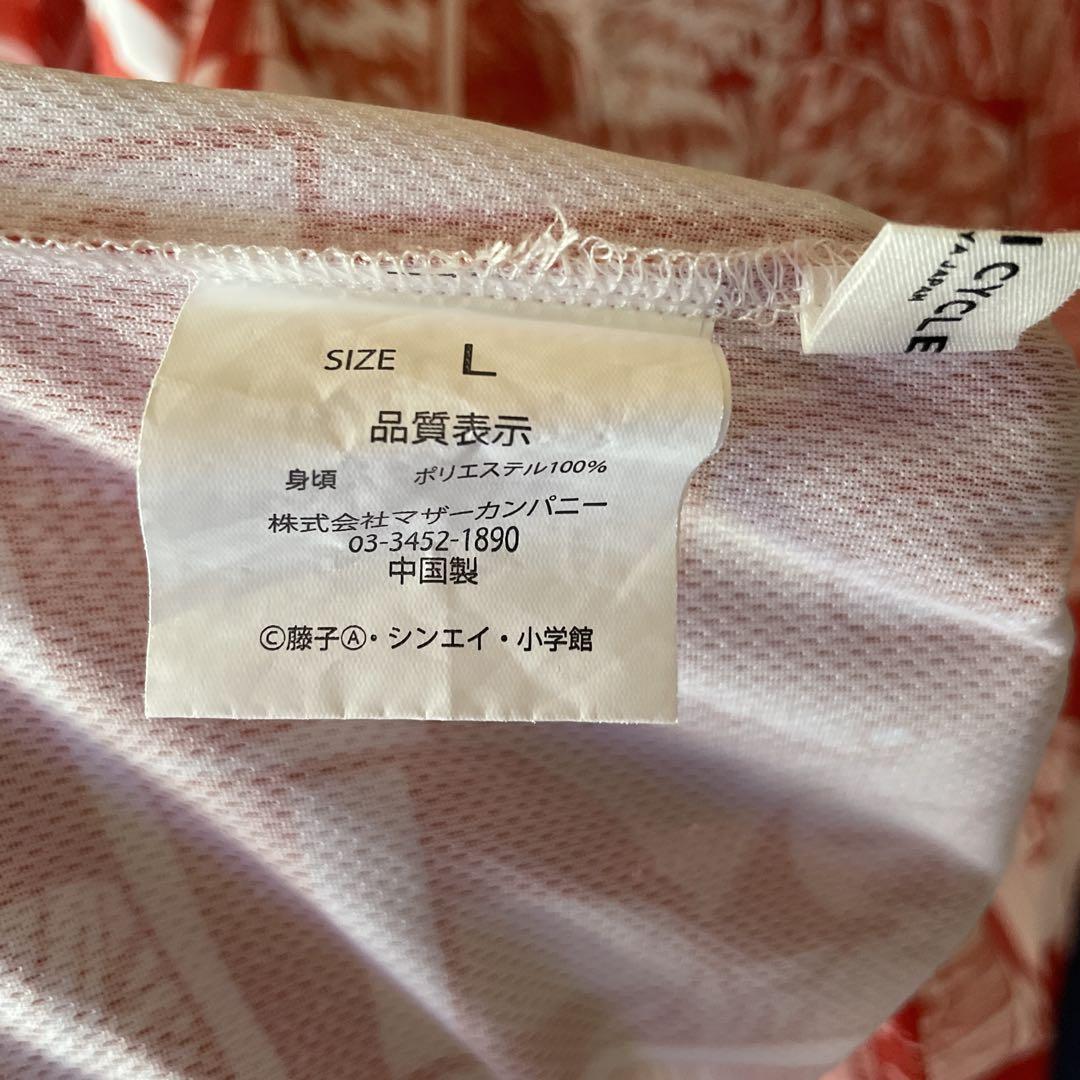 SIZE L
品質表示
身頃 ポリエステル100%
株式会社マザーカンパニー
03-3452-1890
中国製
©藤子Ⓐ・シンエイ・小学館
CYCLE
JAPAN